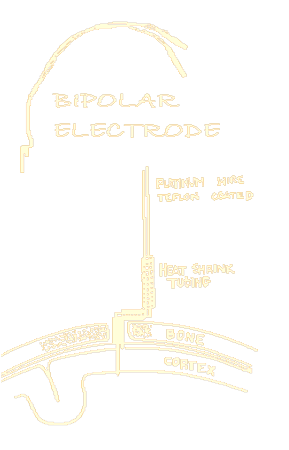 BIPOLAR
ELECTRODE
PLATINUM WIRE
TEFLON COATED
HEAT SHRINK
TUBING
BONE
CORTEX